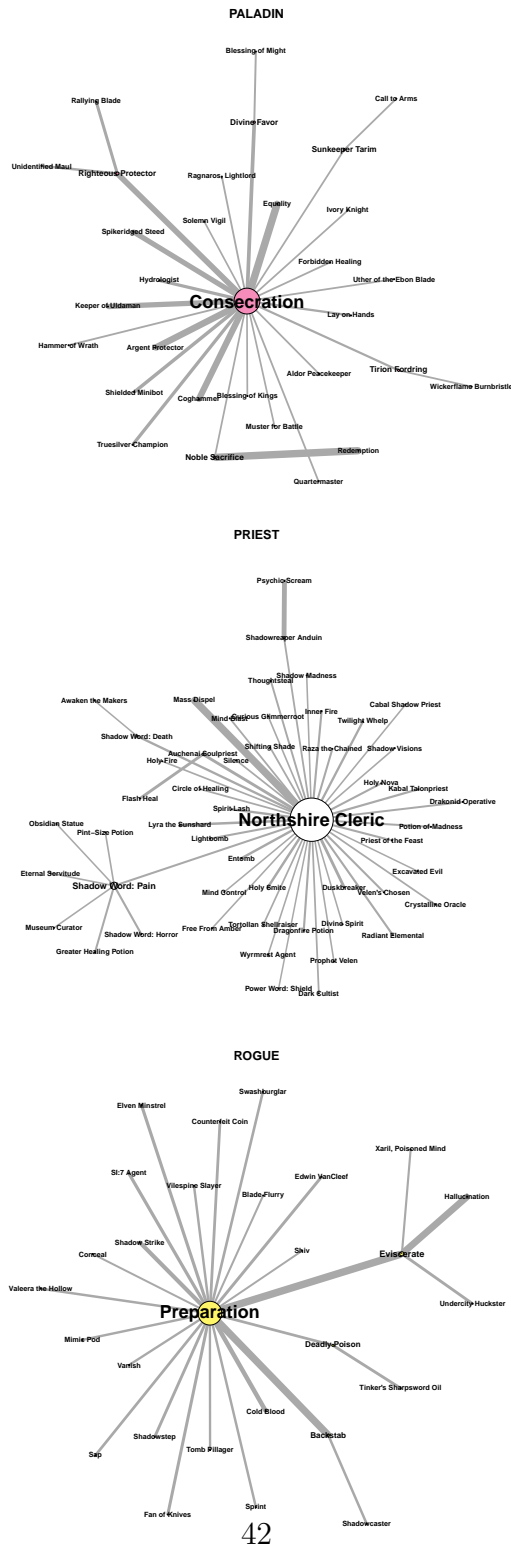 PALADIN
Blessing of Might
Rallying Blade
Call to Arms
Divine Favor
Sunkeeper Tarim
Unidentified Maul
Righteous Protector
Ragnaros, Lightlord
Equality
Ivory Knight
Solemn Vigil
Spikeridged Steed
Forbidden Healing
Hydrologist
Uther of the Ebon Blade
Consecration
Keeper of Uldaman
Lay on Hands
Hammer of Wrath
Argent Protector
Aldor Peacekeeper
Tirion Fordring
Wickerflame Burnbristle
Shielded Minibot
Coghammer
Blessing of Kings
Muster for Battle
Truesilver Champion
Noble Sacrifice
Redemption
Quartermaster
PRIEST
Psychic Scream
Shadowreaper Anduin
Shadow Madness
Thoughtsteal
Awaken the Makers
Mass Dispel
Cabal Shadow Priest
Inner Fire
Mind Blast
Curious Glimmerroot
Twilight Whelp
Shadow Word: Death
Shifting Shade
Raza the Chained
Shadow Visions
Auchenai Soulpriest
Holy Fire
Silence
Holy Nova
Circle of Healing
Kabal Talonpriest
Flash Heal
Drakonid Operative
Spirit Lash
Northshire Cleric
Obsidian Statue
Lyra the Sunshard
Potion of Madness
Pint−Size Potion
Lightbomb
Priest of the Feast
Entomb
Excavated Evil
Eternal Servitude
Shadow Word: Pain
Mind Control
Holy Smite
Duskbreaker
Velen's Chosen
Crystalline Oracle
Museum Curator
Shadow Word: Horror
Free From Amber
Tortollan Shellraiser
Dragonfire Potion
Divine Spirit
Radiant Elemental
Greater Healing Potion
Wyrmrest Agent
Prophet Velen
Power Word: Shield
Dark Cultist
ROGUE
Swashburglar
Elven Minstrel
Counterfeit Coin
Xaril, Poisoned Mind
SI:7 Agent
Edwin VanCleef
Vilespine Slayer
Blade Flurry
Hallucination
Shadow Strike
Shiv
Conceal
Eviscerate
Valeera the Hollow
Undercity Huckster
Preparation
Mimic Pod
Deadly Poison
Vanish
Tinker's Sharpsword Oil
Cold Blood
Shadowstep
Backstab
Tomb Pillager
Sap
Sprint
Fan of Knives
Shadowcaster
42